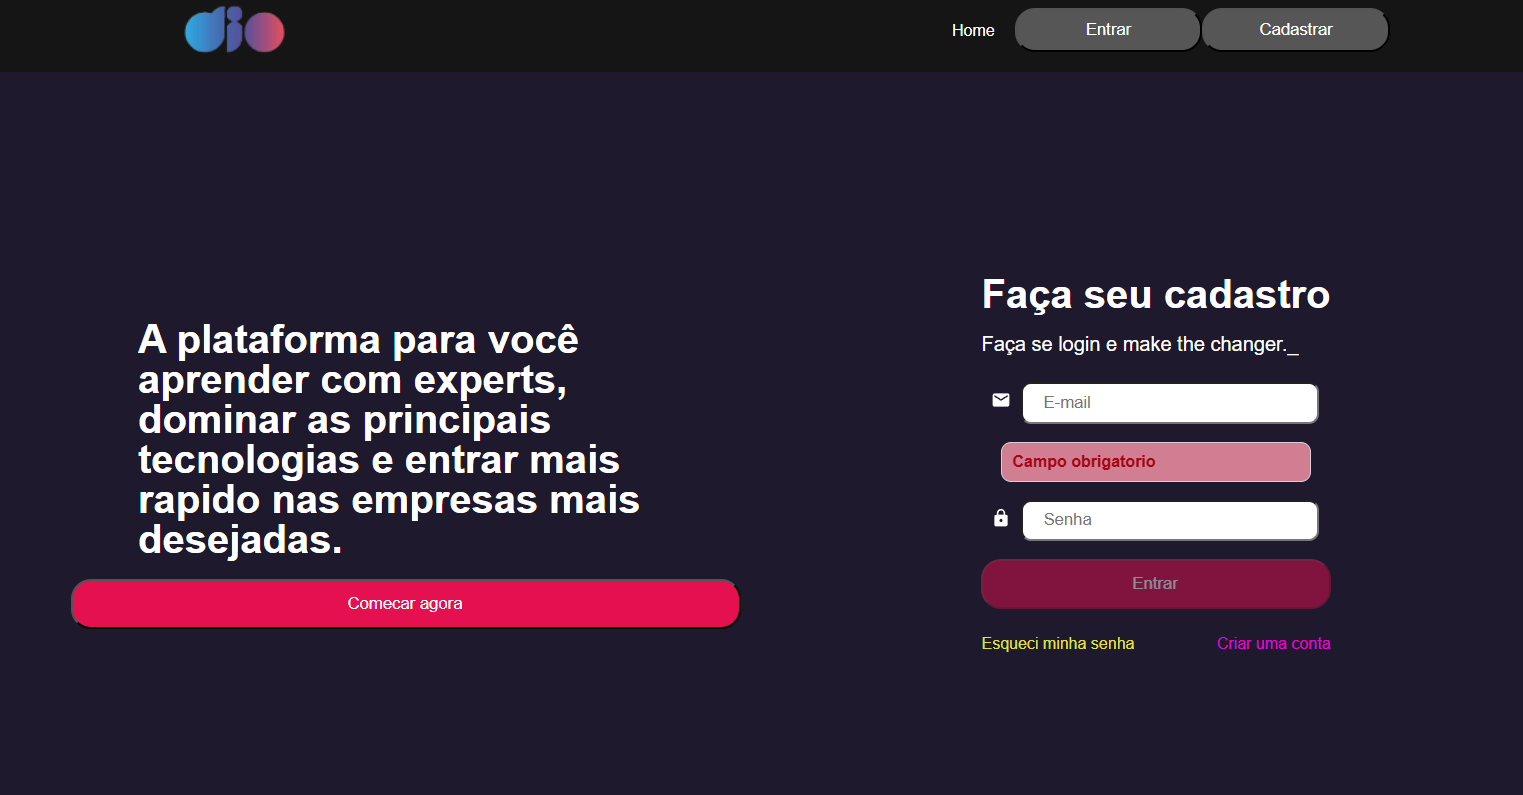 dio
Home
Entrar
Cadastrar
A plataforma para você
aprender com experts,
dominar as principais
tecnologias e entrar mais
rapido nas empresas mais
desejadas.
Comecar agora
Faça seu cadastro
Faça se login e make the changer._
E-mail
Campo obrigatorio
Senha
Entrar
Esqueci minha senha
Criar uma conta